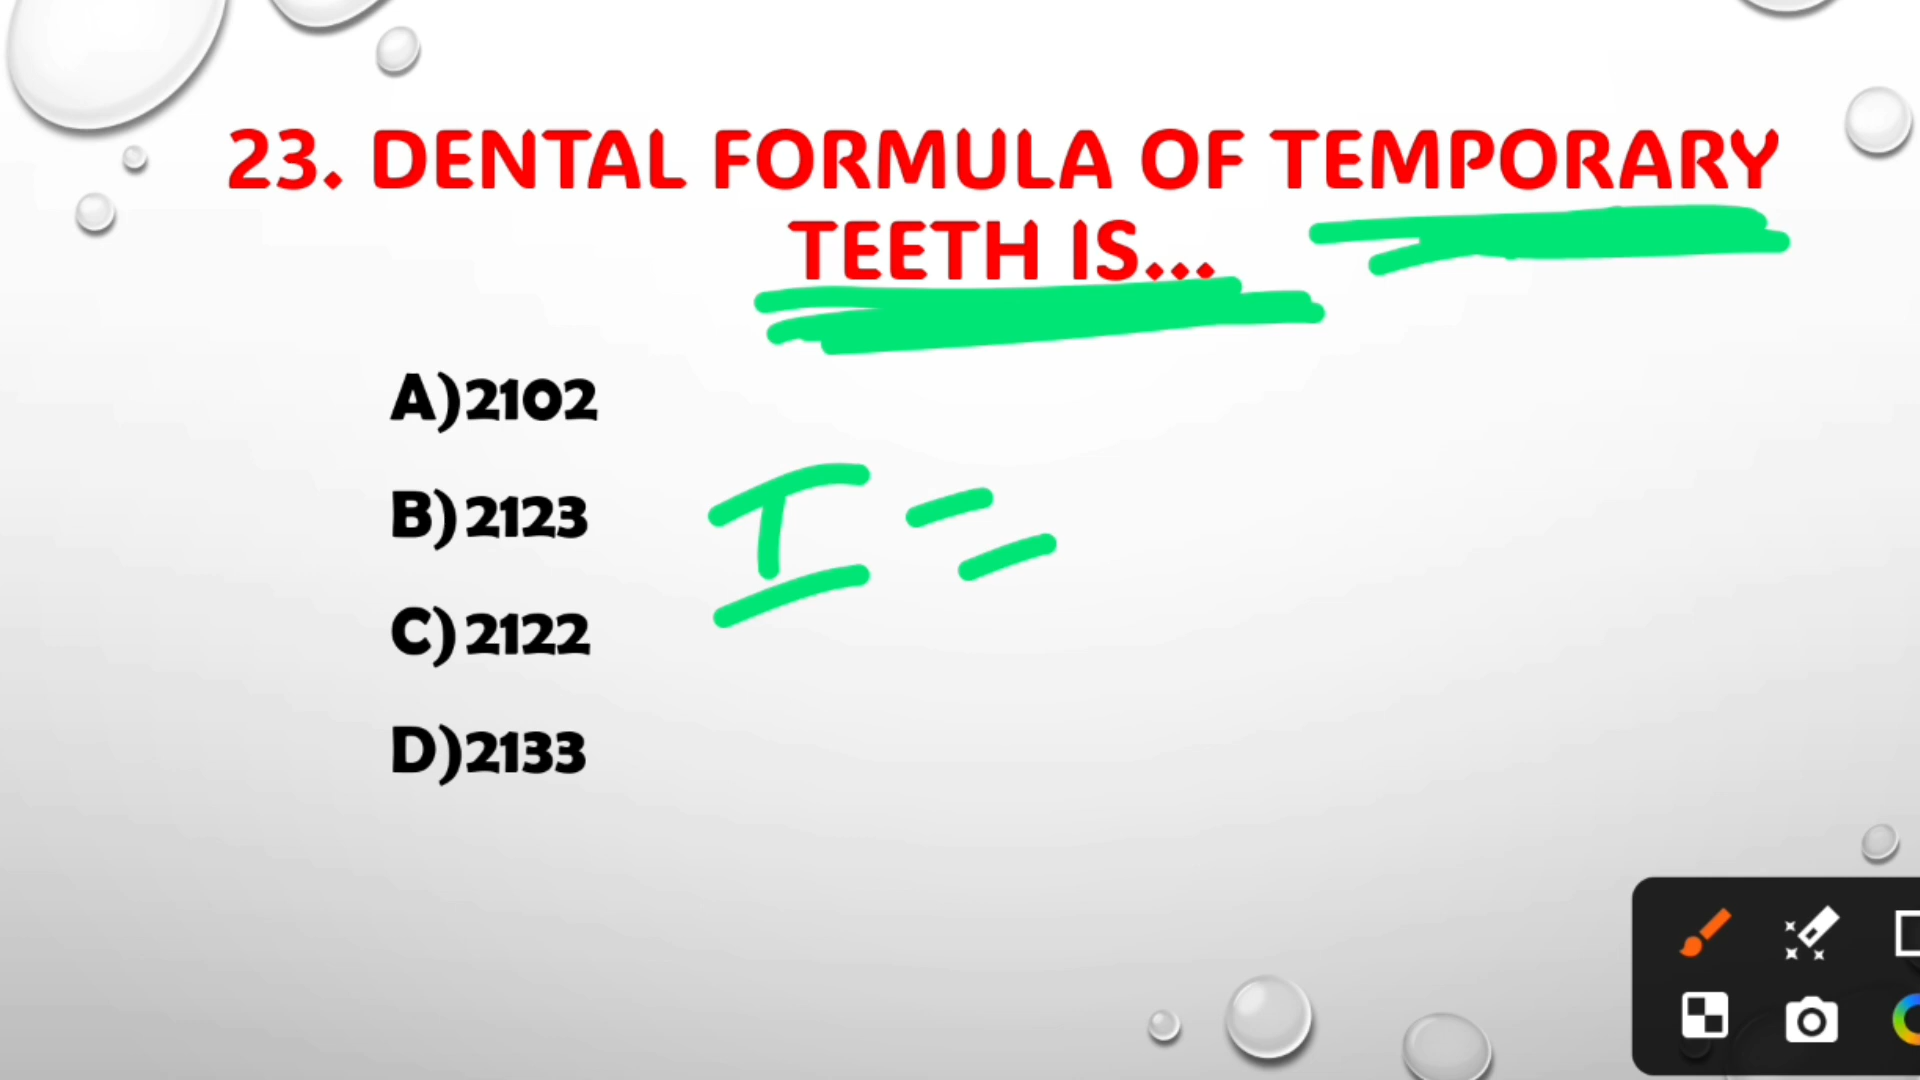 23. DENTAL FORMULA OF TEMPORARY
TEETH IS...
A)2102
B)2123
I =
C)2122
D)2133